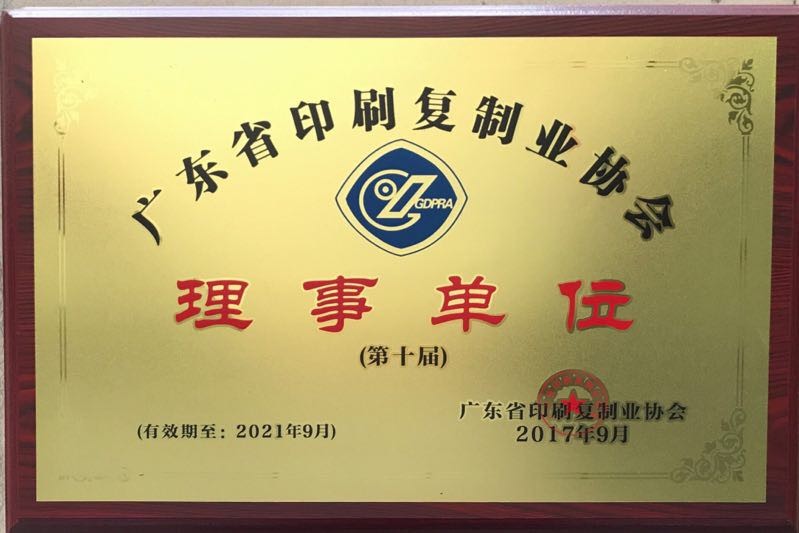 广东省印刷复制业协会
GDPRA
理事单位
(第十届)
广东省印刷复制业协会
(有效期至：2021年9月)
2017年9月